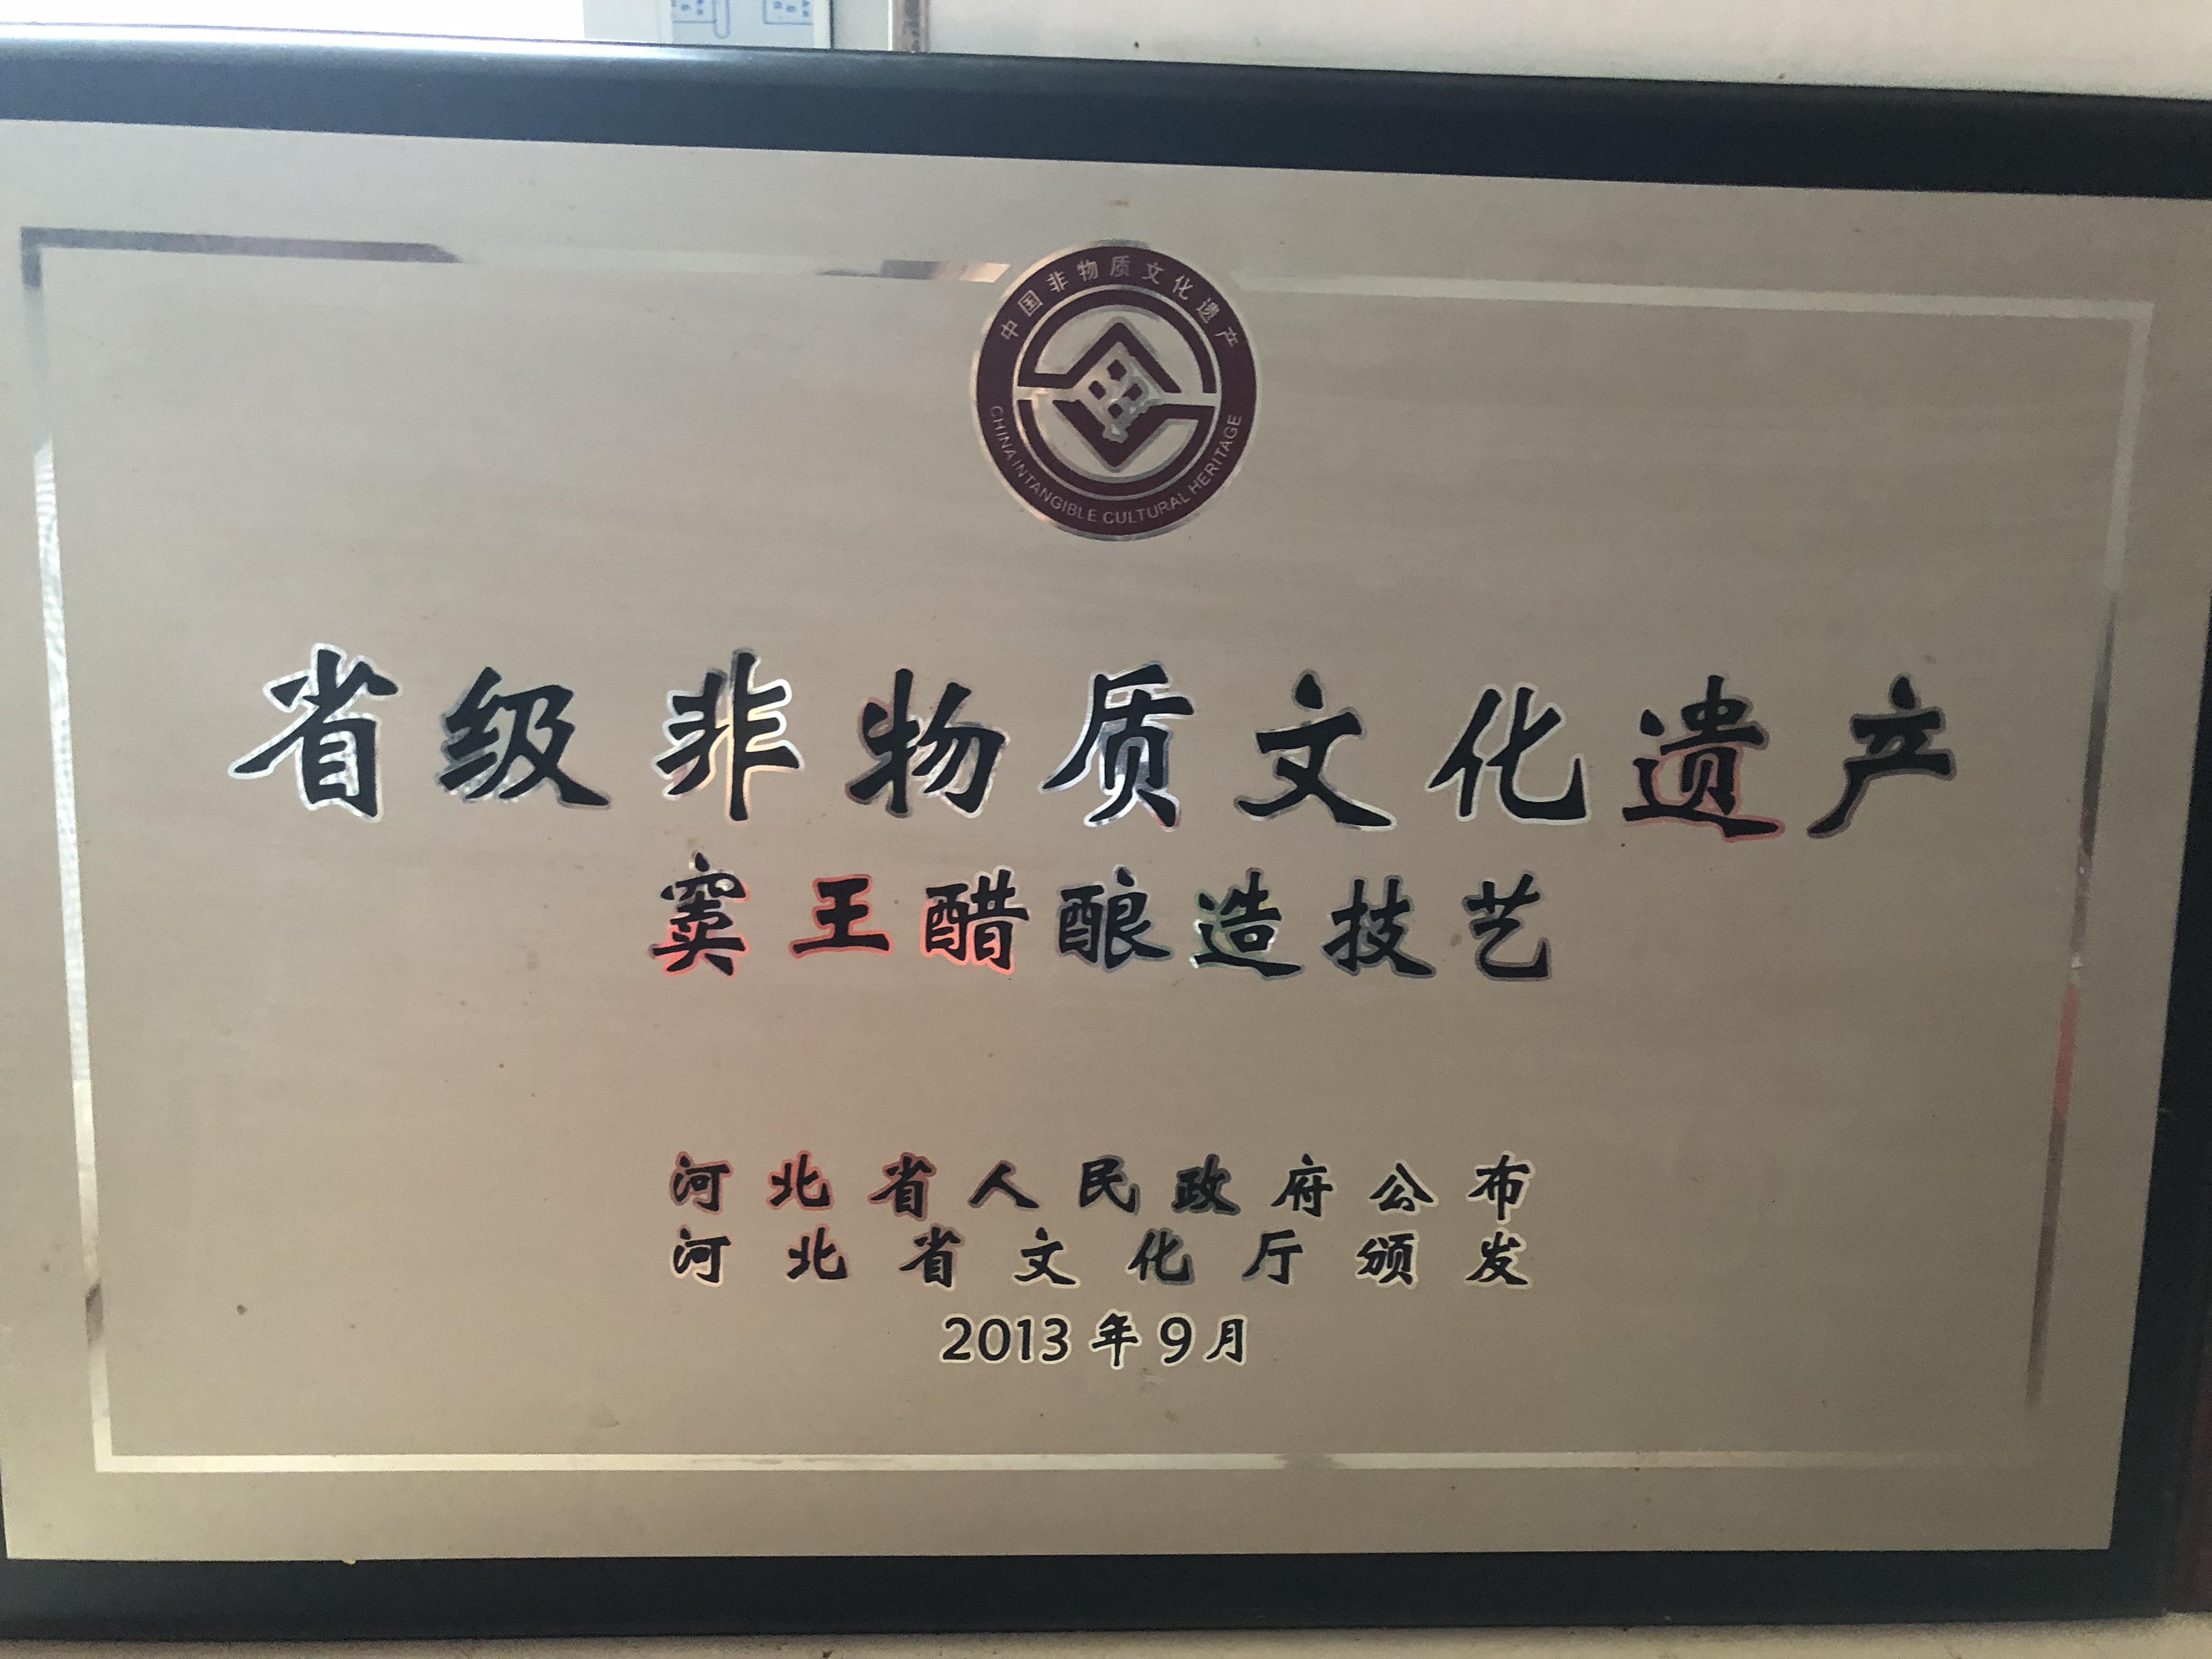 中国非物质文化遗产
CHINA INTANGIBLE CULTURAL HERITAGE
省级非物质文化遗产
窦王醋酿造技艺
河北省人民政府公布
河北省文化厅颁发
2013年9月